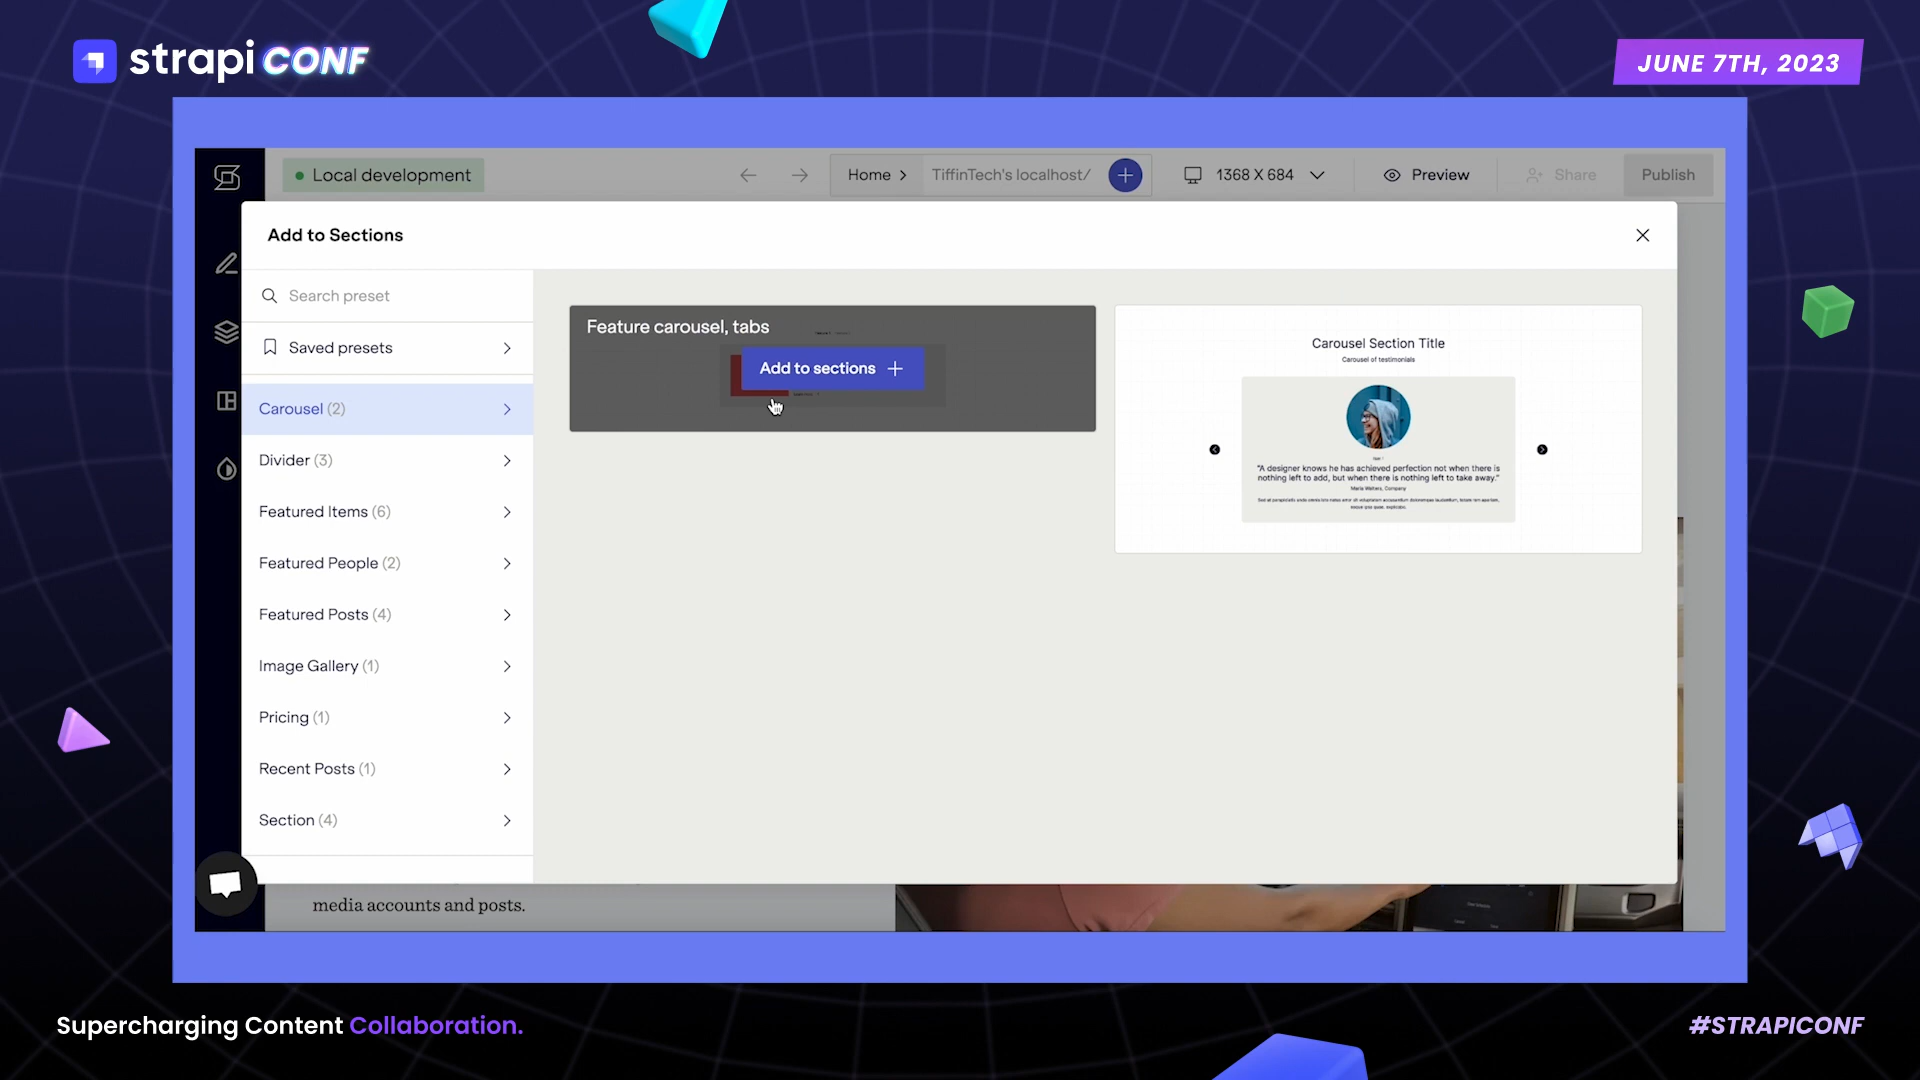 strapi CONF
JUNE 7TH, 2023
Local development
Home
TiffinTech's localhost/
1368 X 684
Preview
Share
Publish
Add to Sections
Search preset
Saved presets
Carousel (2)
Divider (3)
Featured Items (6)
Featured People (2)
Featured Posts (4)
Image Gallery (1)
Pricing (1)
Recent Posts (1)
Section (4)
Feature carousel, tabs
Add to sections
Carousel Section Title
Carousel of testimonials
"A designer knows he has achieved perfection not when there is
nothing left to add, but when there is nothing left to take away."
Maria Walters, Company
media accounts and posts.
Supercharging Content Collaboration.
#STRAPICONF